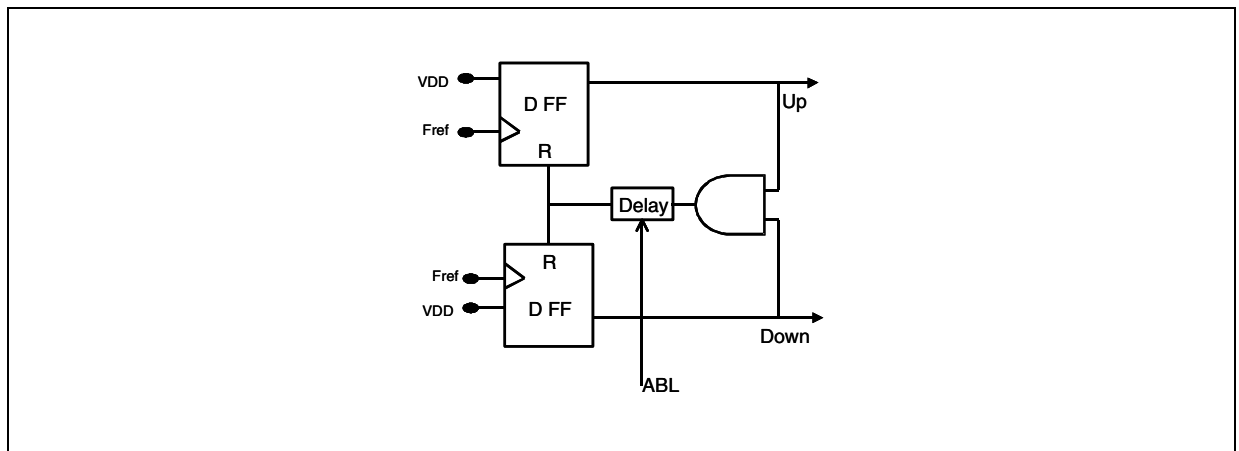 VDD
D FF
Up
Fref
R
Delay
R
Fref
D FF
VDD
Down
ABL